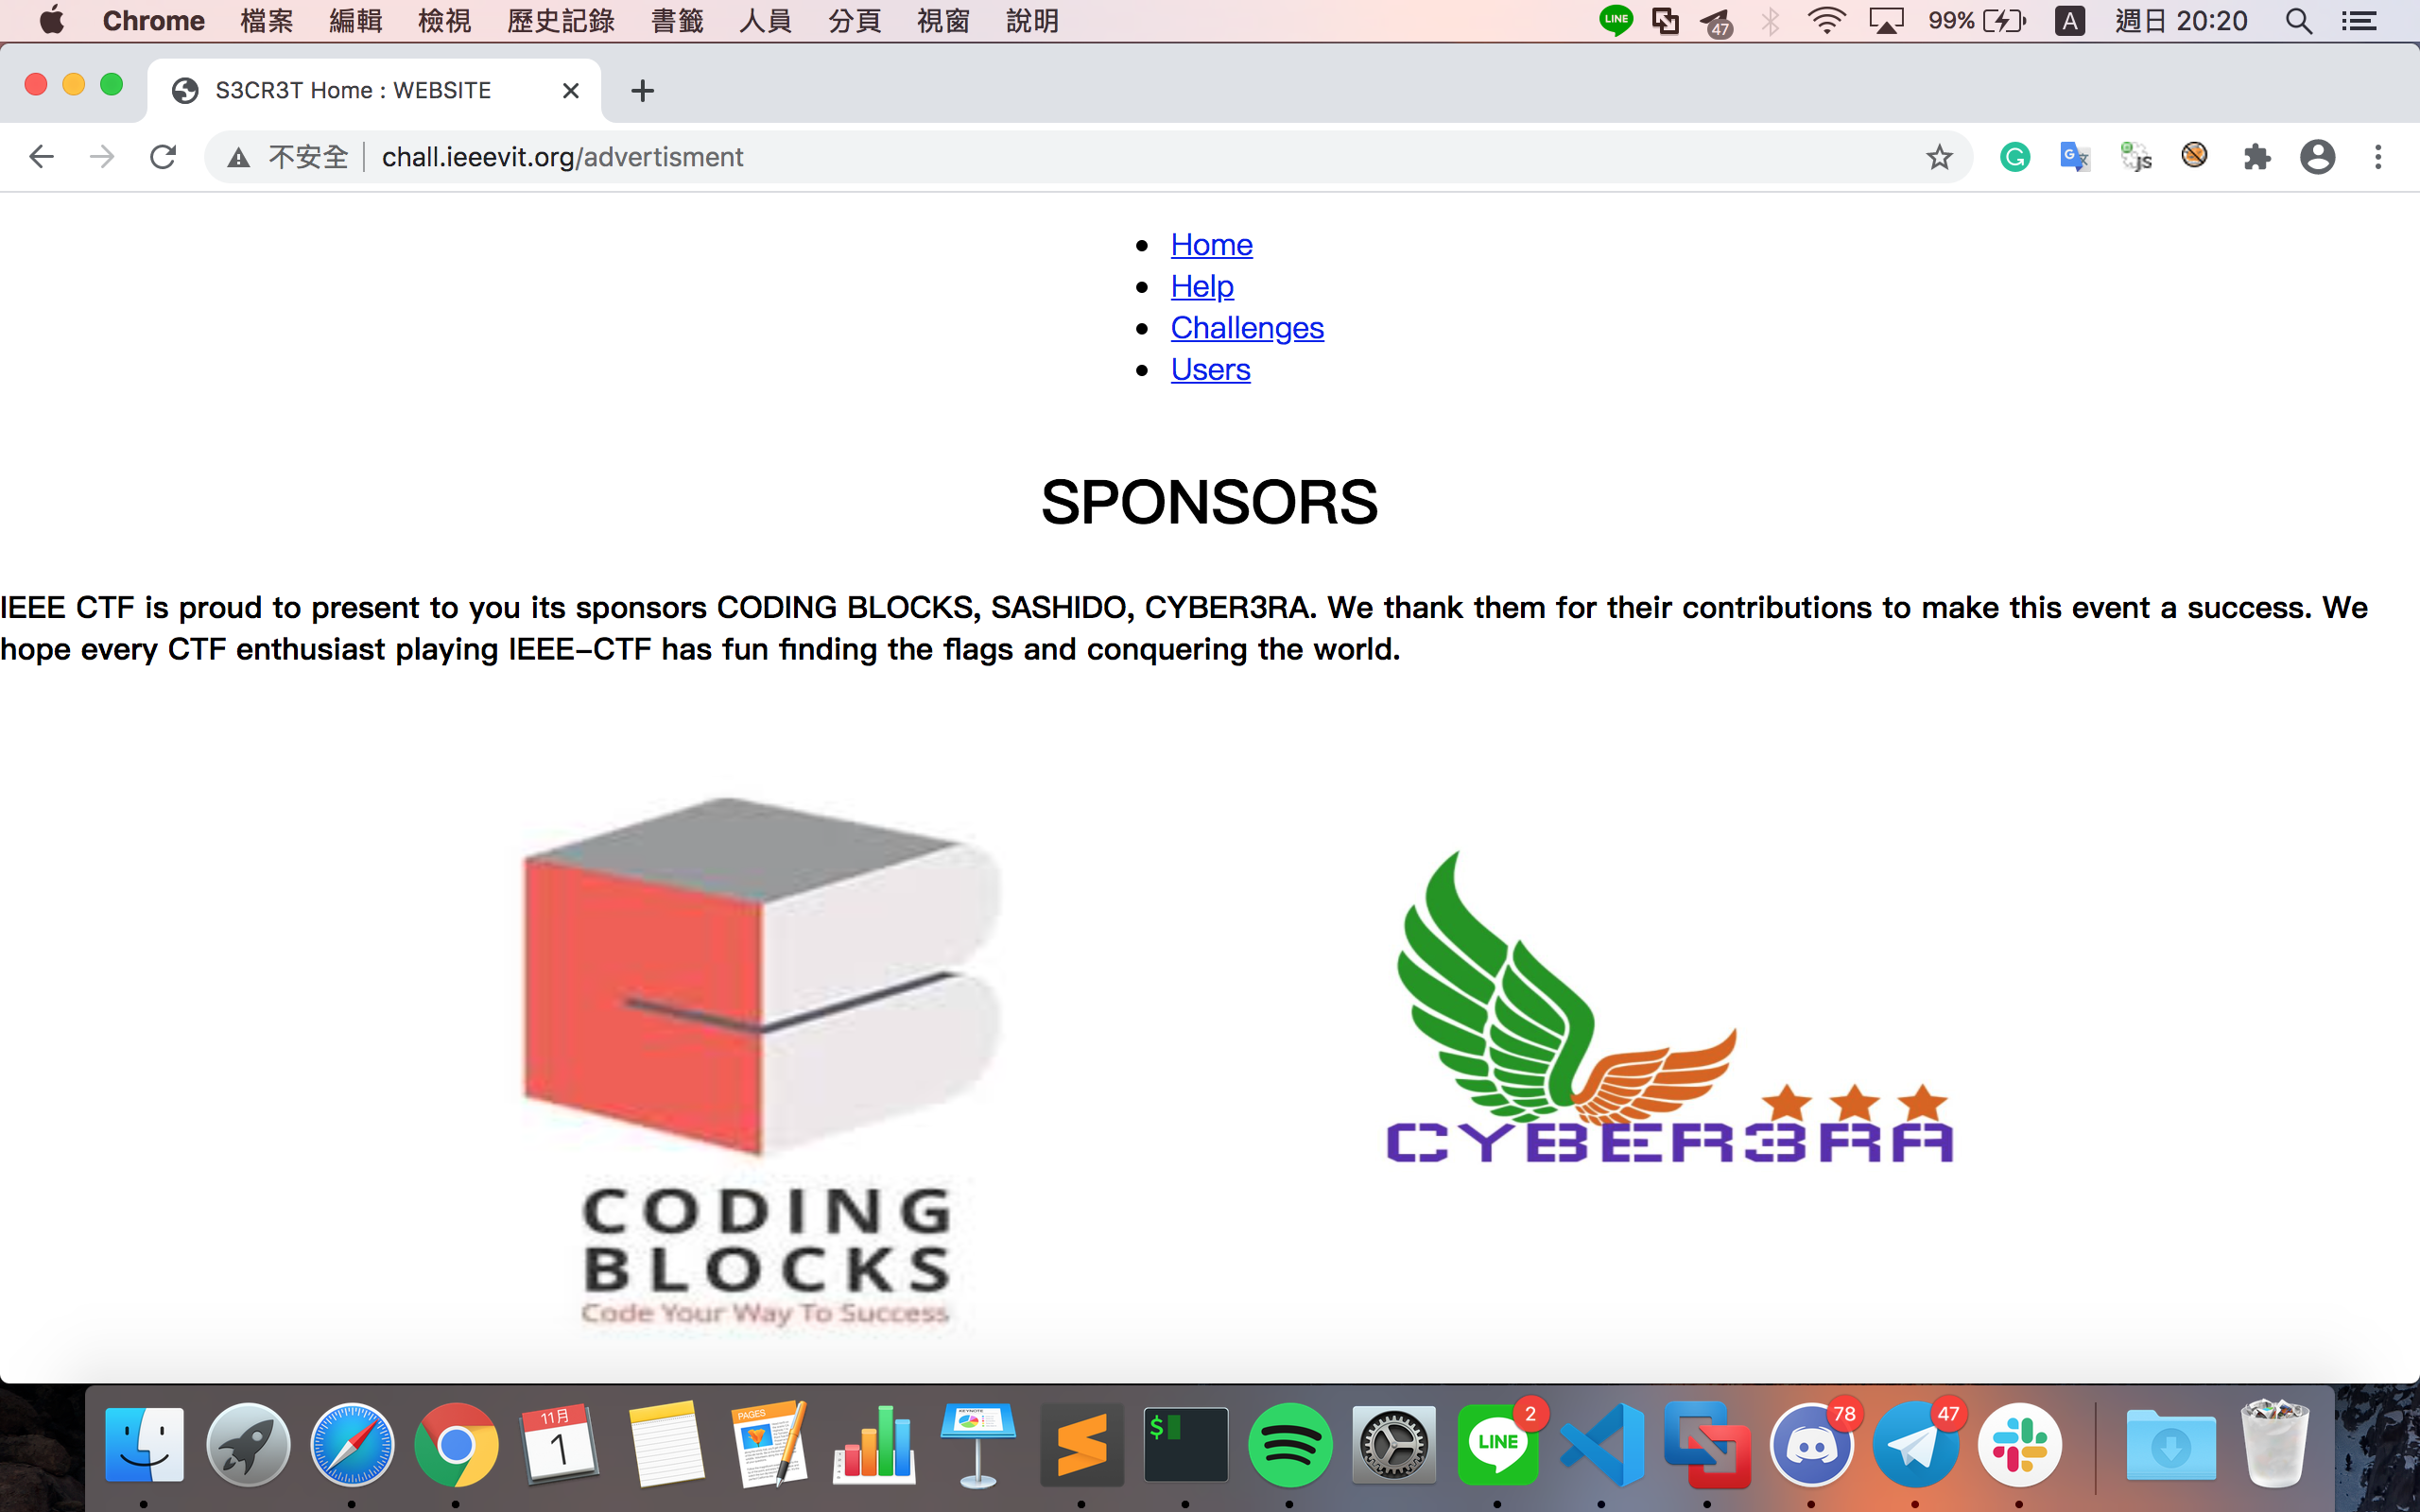 Chrome 檔案 編輯 檢視 歷史記錄 書籤 人員 分頁 視窗 說明 LINE 47 99% A 週日 20:20
S3CR3T Home : WEBSITE
不安全 chall.ieeevit.org/advertisment
Home
Help
Challenges
Users
SPONSORS
IEEE CTF is proud to present to you its sponsors CODING BLOCKS, SASHIDO, CYBER3RA. We thank them for their contributions to make this event a success. We
hope every CTF enthusiast playing IEEE-CTF has fun finding the flags and conquering the world.
CYBER3RA
CODING
BLOCKS
Code Your Way To Success
11月
1
PAGES
KEYNOTE
$
LINE
2
78
47